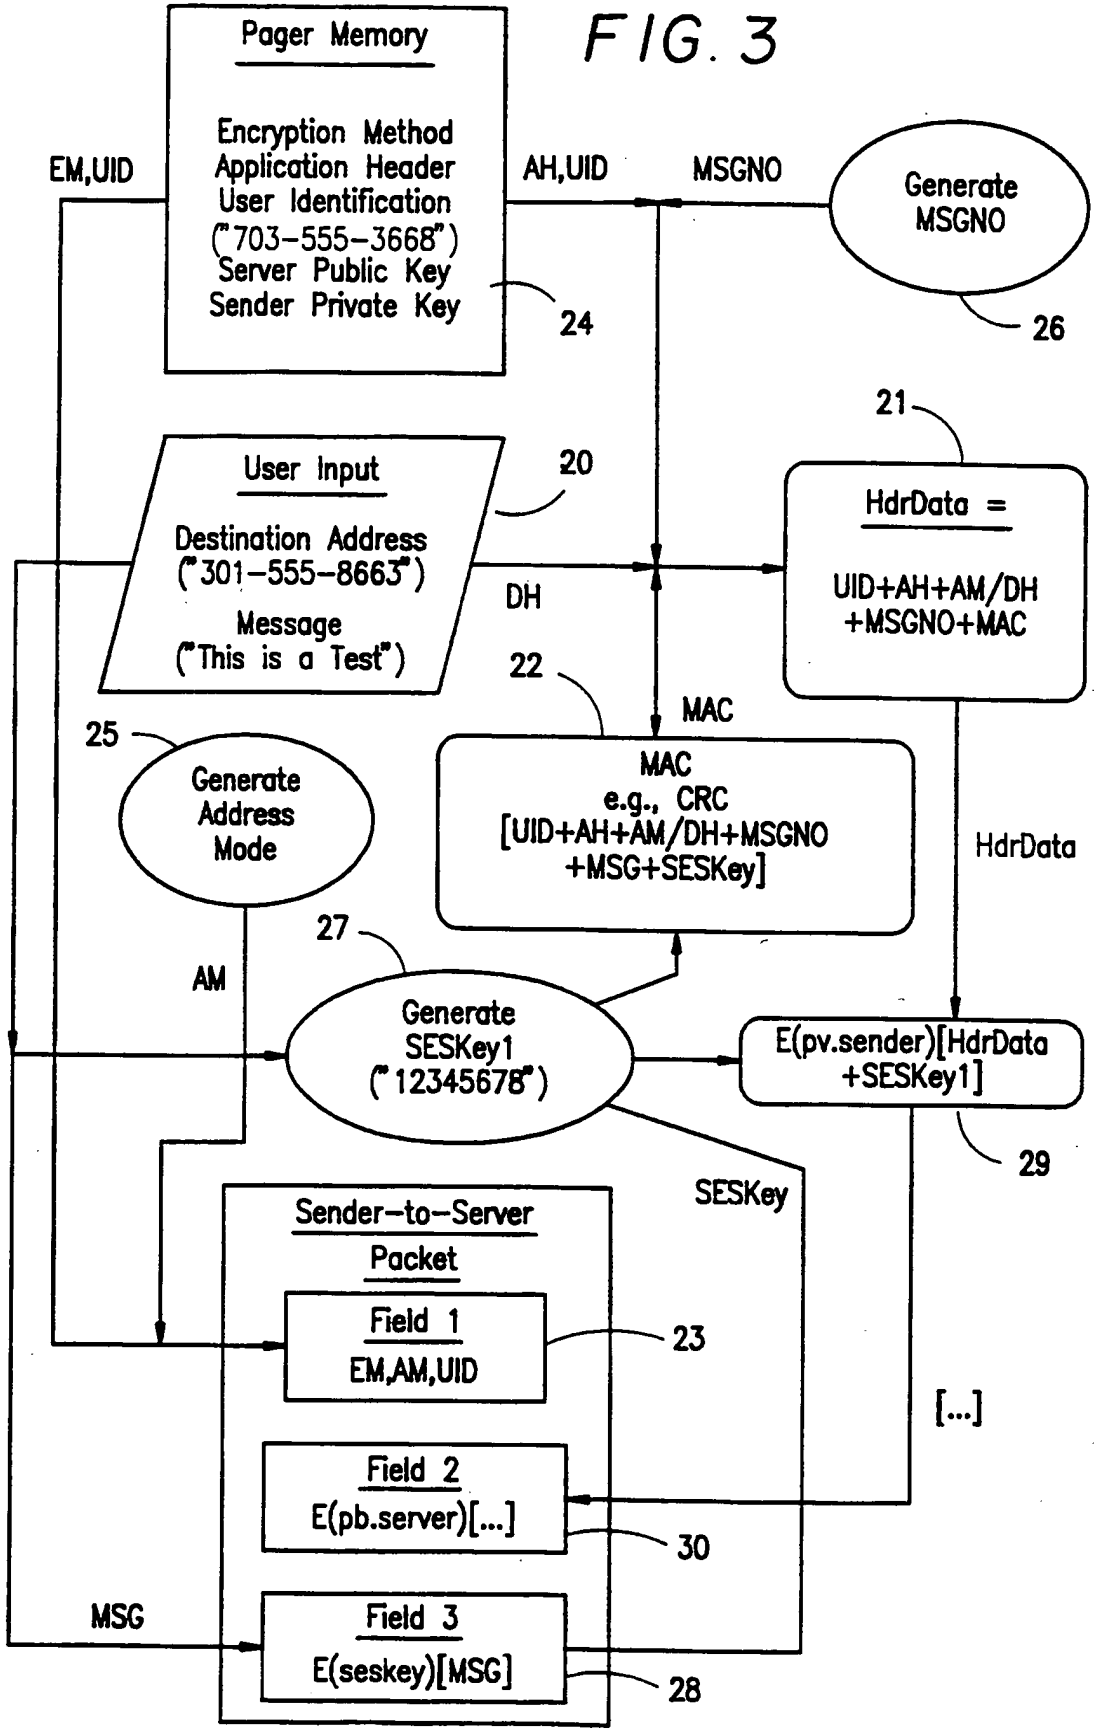 FIG. 3
Pager Memory
Encryption Method
Application Header
User Identification
("703-555-3668")
Server Public Key
Sender Private Key
24
EM,UID
AH,UID
MSGNO
Generate
MSGNO
26
User Input
Destination Address
("301-555-8663")
Message
("This is a Test")
20
DH
21
HdrData =
UID+AH+AM/DH
+MSGNO+MAC
22
MAC
MAC
e.g., CRC
[UID+AH+AM/DH+MSGNO
+MSG+SESKey]
HdrData
25
Generate
Address
Mode
AM
27
Generate
SESKey1
("12345678")
E(pv.sender)[HdrData
+SESKey1]
29
SESKey
Sender-to-Server
Packet
Field 1
EM,AM,UID
23
[...]
Field 2
E(pb.server)[...]
30
MSG
Field 3
E(seskey)[MSG]
28